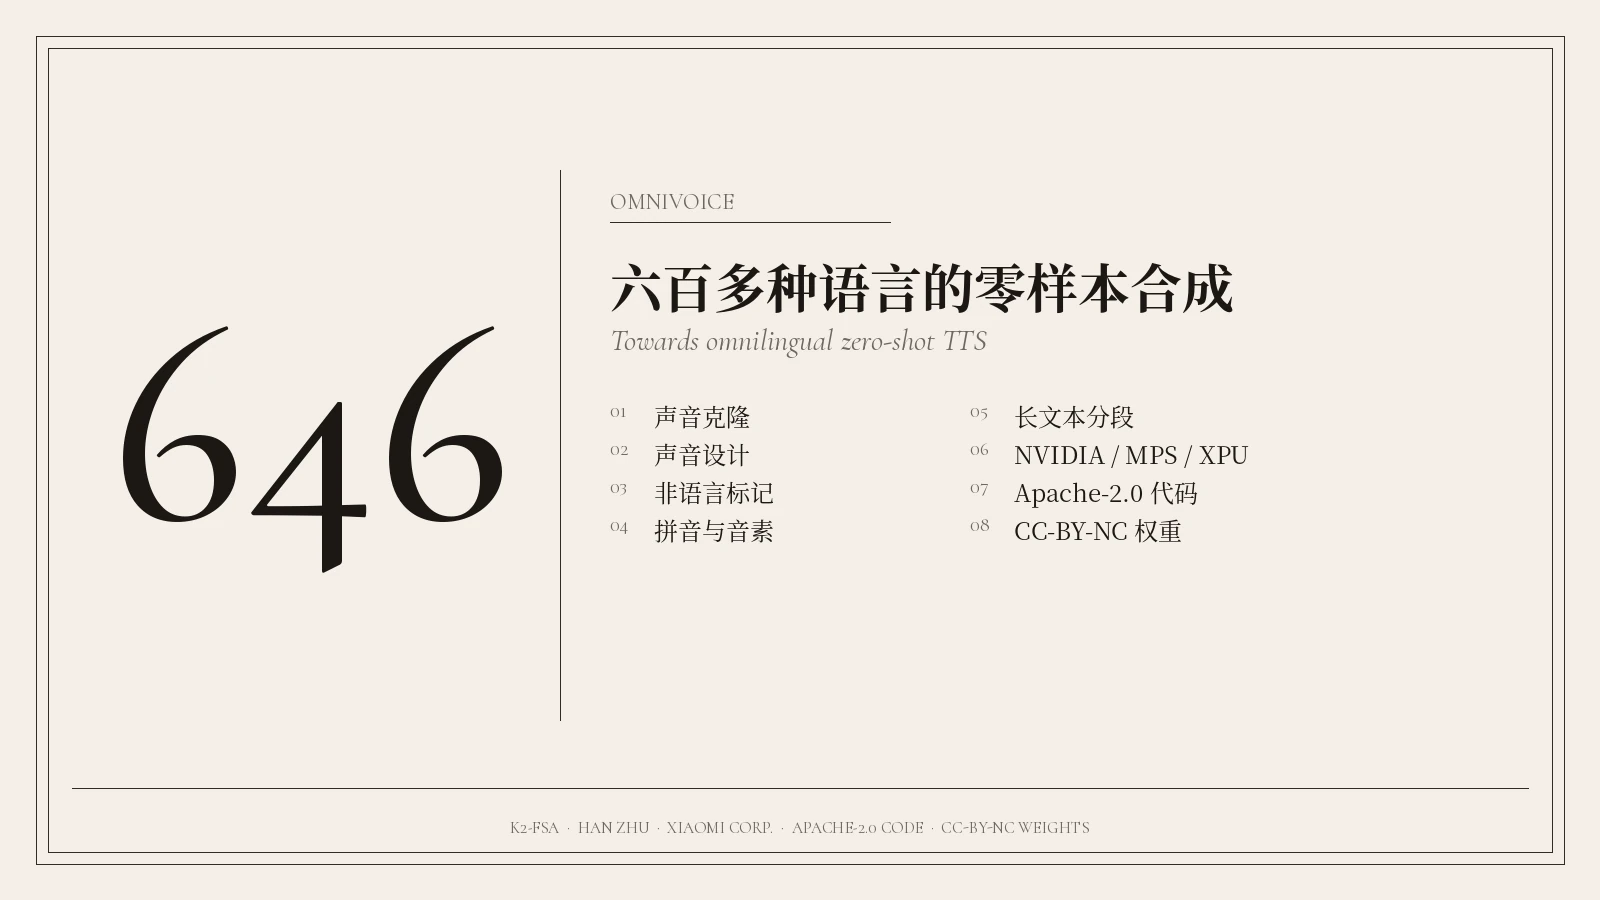 646
OMNIVOICE
六百多种语言的零样本合成
Towards omnilingual zero-shot TTS
01 声音克隆
02 声音设计
03 非语言标记
04 拼音与音素
05 长文本分段
06 NVIDIA / MPS / XPU
07 Apache-2.0 代码
08 CC-BY-NC 权重
K2-FSA · HAN ZHU · XIAOMI CORP. · APACHE-2.0 CODE · CC-BY-NC WEIGHTS